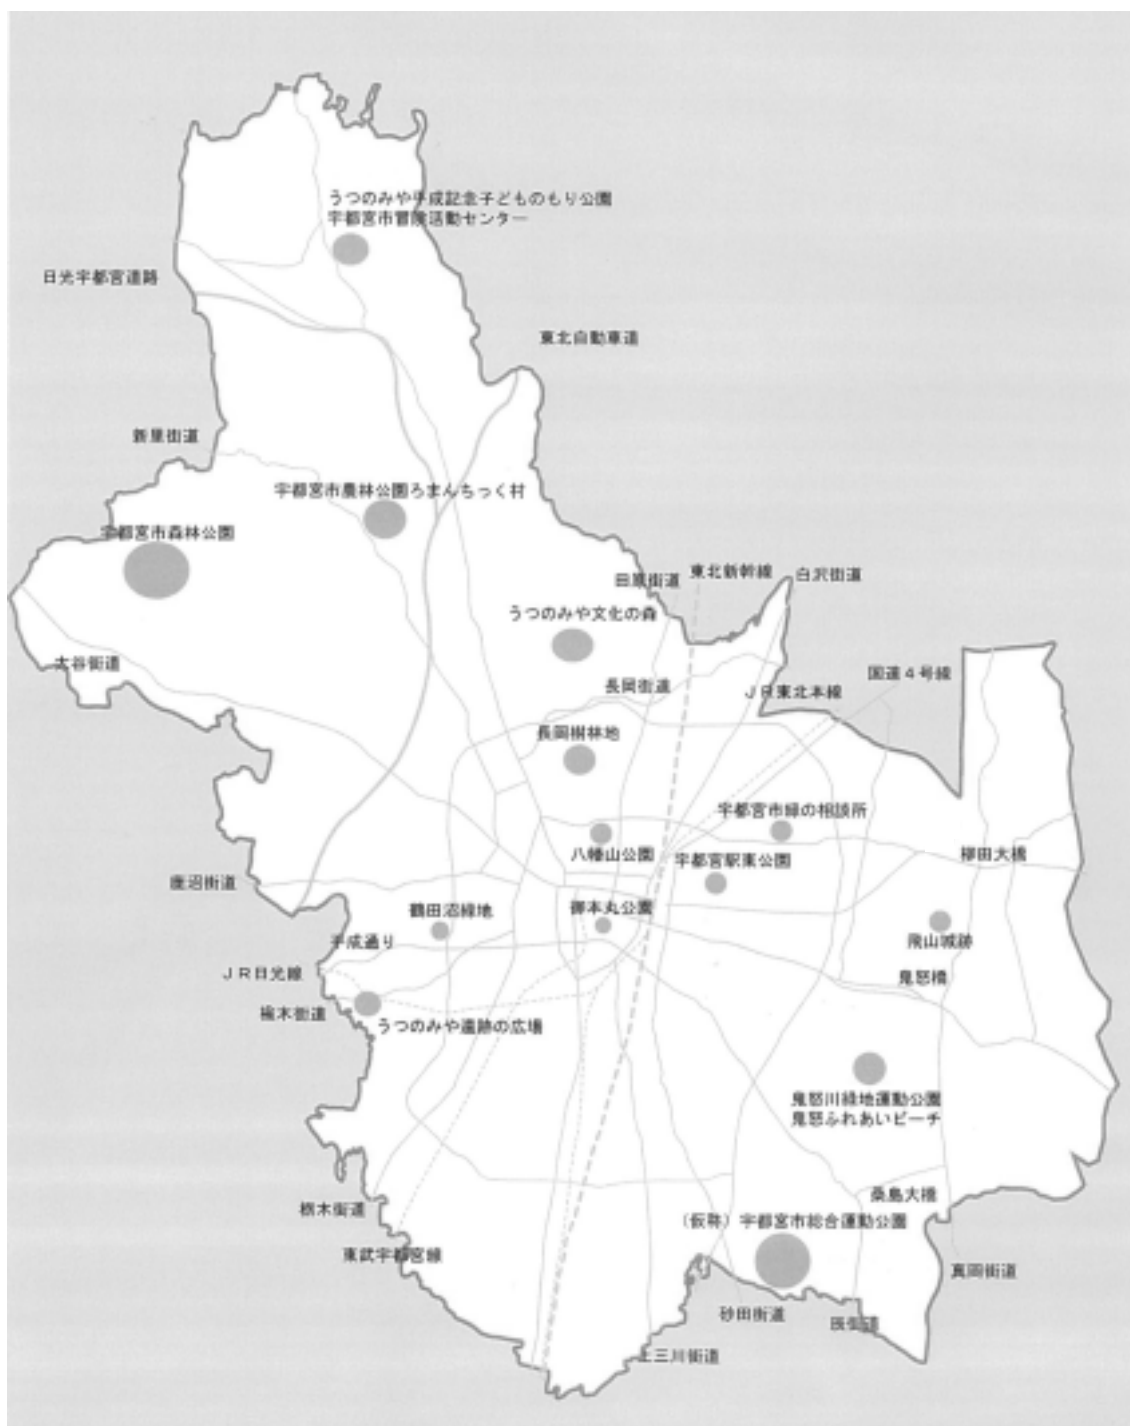 うつのみや平成記念子どものもり公園
宇都宮市冒険活動センター
日光宇都宮道路
東北自動車道
新里街道
宇都宮市農林公園ろまんちっく村
宇都宮市森林公園
田原街道
東北新幹線
白沢街道
うつのみや文化の森
大谷街道
長岡街道
国道4号線
JR東北本線
長岡樹林地
宇都宮市緑の相談所
八幡山公園
宇都宮駅東公園
柳田大橋
鹿沼街道
鶴田沼緑地
御本丸公園
平成通り
飛山城跡
JR日光線
鬼怒橋
楡木街道
うつのみや遺跡の広場
鬼怒川緑地運動公園
鬼怒ふれあいビーチ
桑島大橋
栃木街道
(仮称)宇都宮市総合運動公園
東武宇都宮線
真岡街道
砂田街道
辰街道
上三川街道